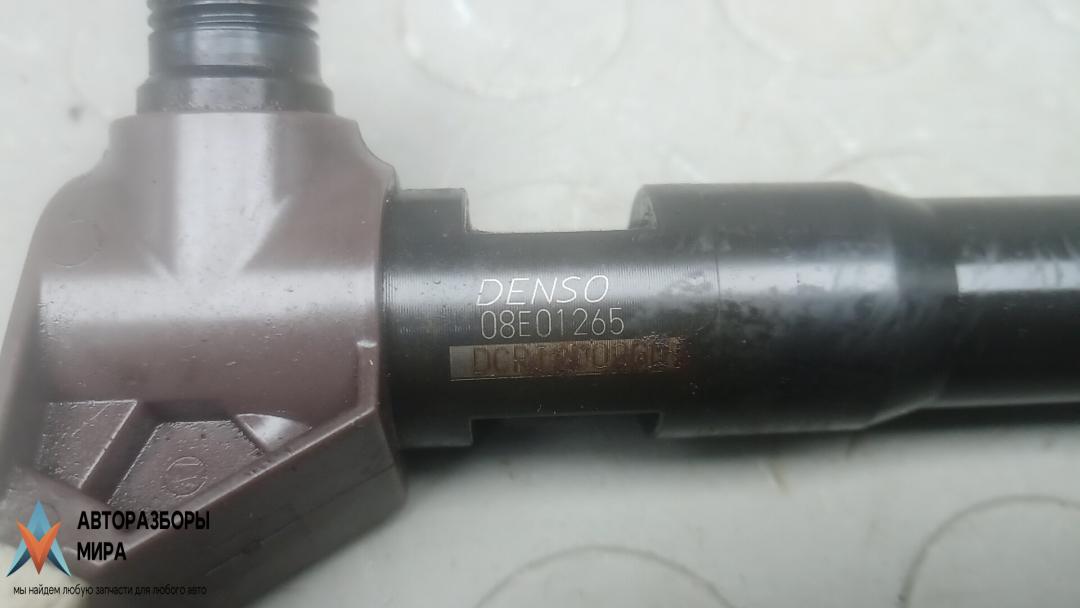 DENSO
08E01265
АВТОРАЗБОРЫ
МИРА
мы найдем любую запчасти для любого авто